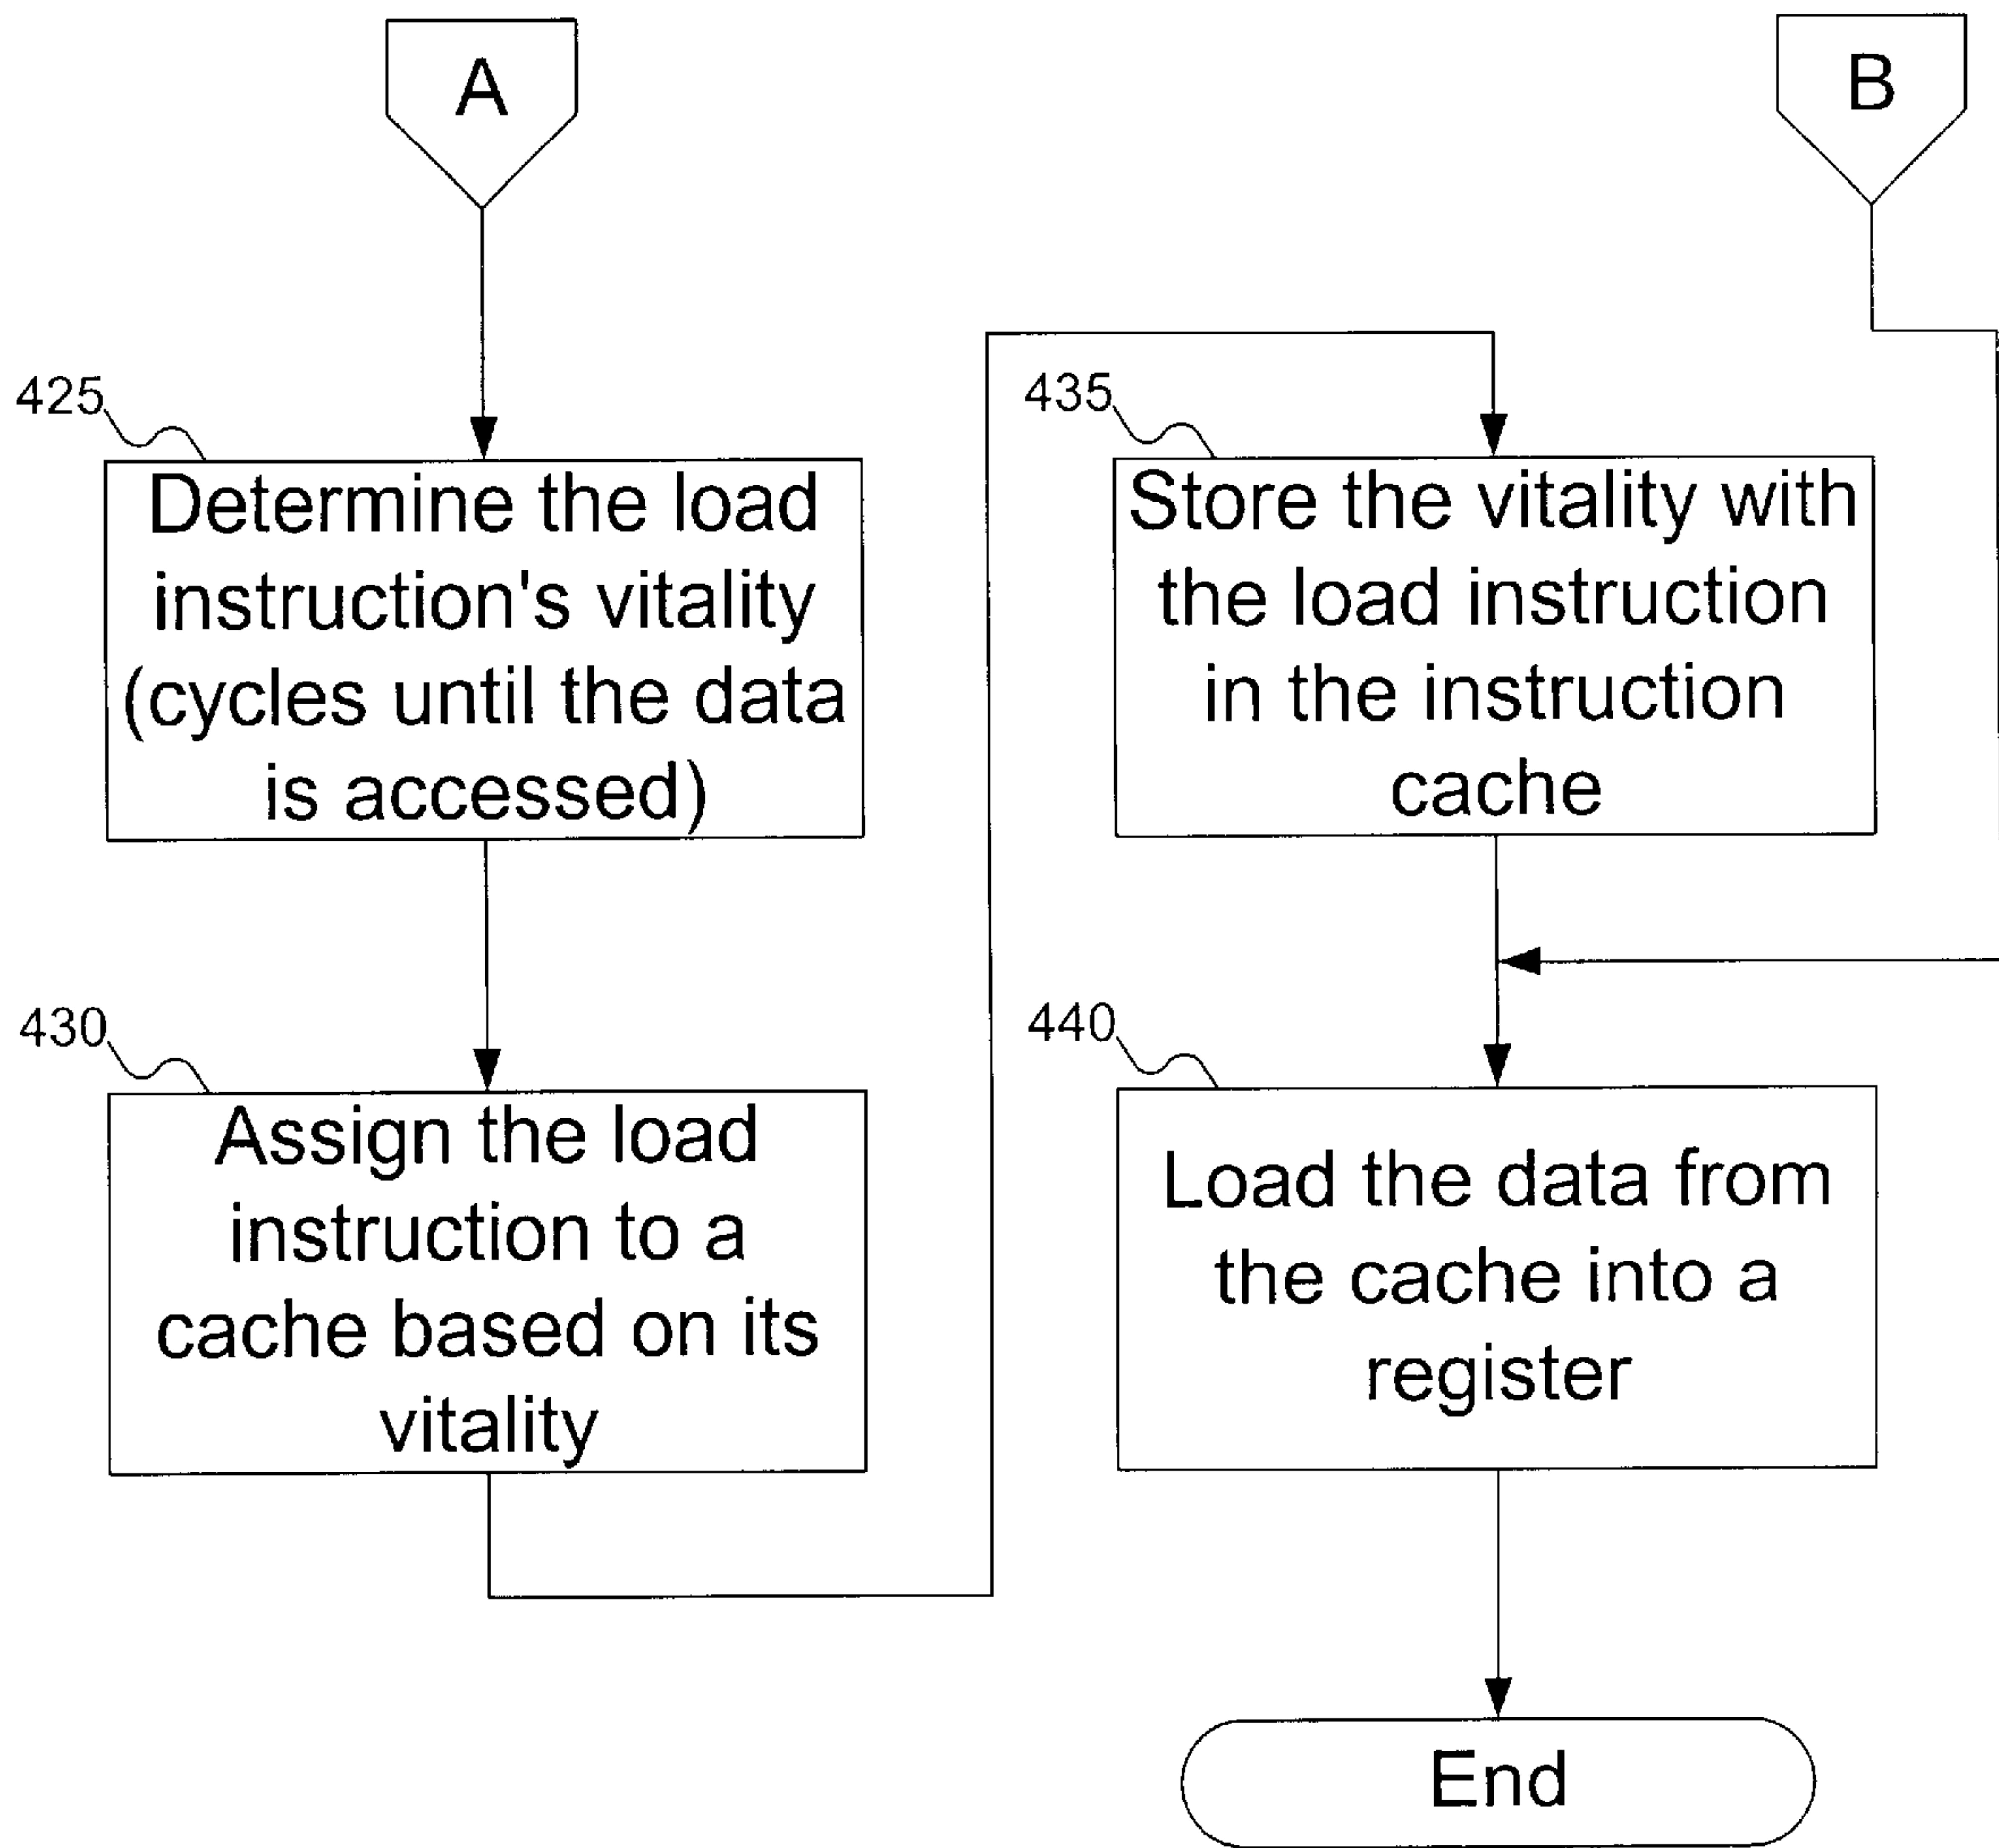 A
425
Determine the load
instruction's vitality
(cycles until the data
is accessed)
430
Assign the load
instruction to a
cache based on its
vitality
B
435
Store the vitality with
the load instruction
in the instruction
cache
440
Load the data from
the cache into a
register
End